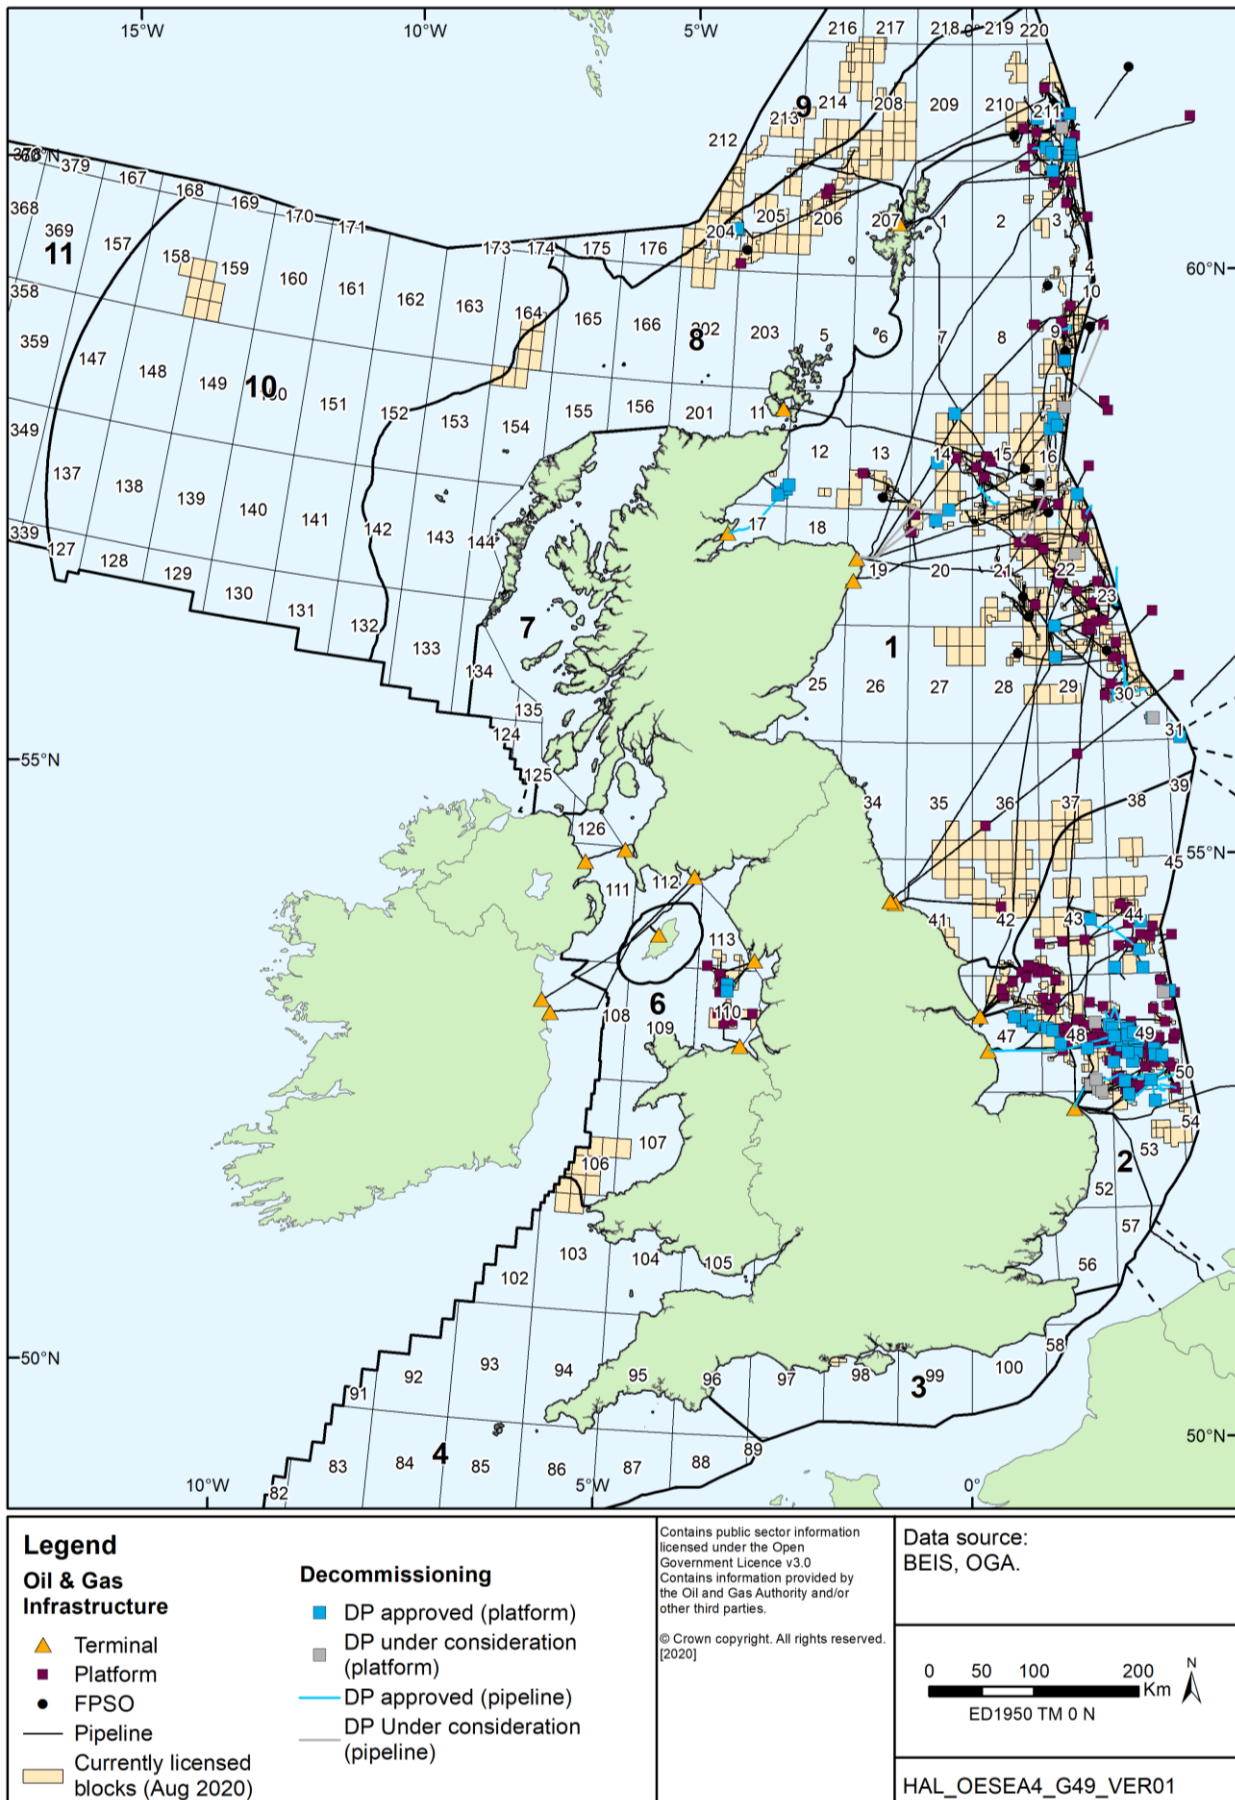 15°W 10°W 5°W 0°
216 217 218 219 220
9 214 208 209 210 211
213
212
60°N 379 167 168 169 170 171
368 369 157 158 159 173 174 175 176 204 205 206 207 1 2 3
11
358 160 161 162 163 164 165 166 202 203 5 6 7 8 4 10 60°N
359 147 148 149 10 151 152 153 154 155 156 201 11 8 9
349 137 138 139 140 141 142 143 144 12 13 14 15 16
339 127 128 129 130 131 132 133 134 17 18 19 20 21 22 23
7 1
135 124 125 25 26 27 28 29 30 31
55°N
126 34 35 36 37 38 39
55°N
111 112 113 41 42 43 44 45
6 108 109 110 47 48 49 50
106 107 2 52 53 54
102 103 104 105 56 57
50°N 91 92 93 94 95 96 97 98 99 100 58
3
4 82 83 84 85 86 87 88 89 50°N
10°W 5°W 0°
Legend
Oil & Gas
Infrastructure
Terminal
Platform
FPSO
Pipeline
Currently licensed
blocks (Aug 2020)
Decommissioning
DP approved (platform)
DP under consideration
(platform)
DP approved (pipeline)
DP Under consideration
(pipeline)
Contains public sector information
licensed under the Open
Government Licence v3.0
Contains information provided by
the Oil and Gas Authority and/or
other third parties.
© Crown copyright. All rights reserved.
[2020]
Data source:
BEIS, OGA.
0 50 100 200
Km
N
ED1950 TM 0 N
HAL_OESEA4_G49_VER01